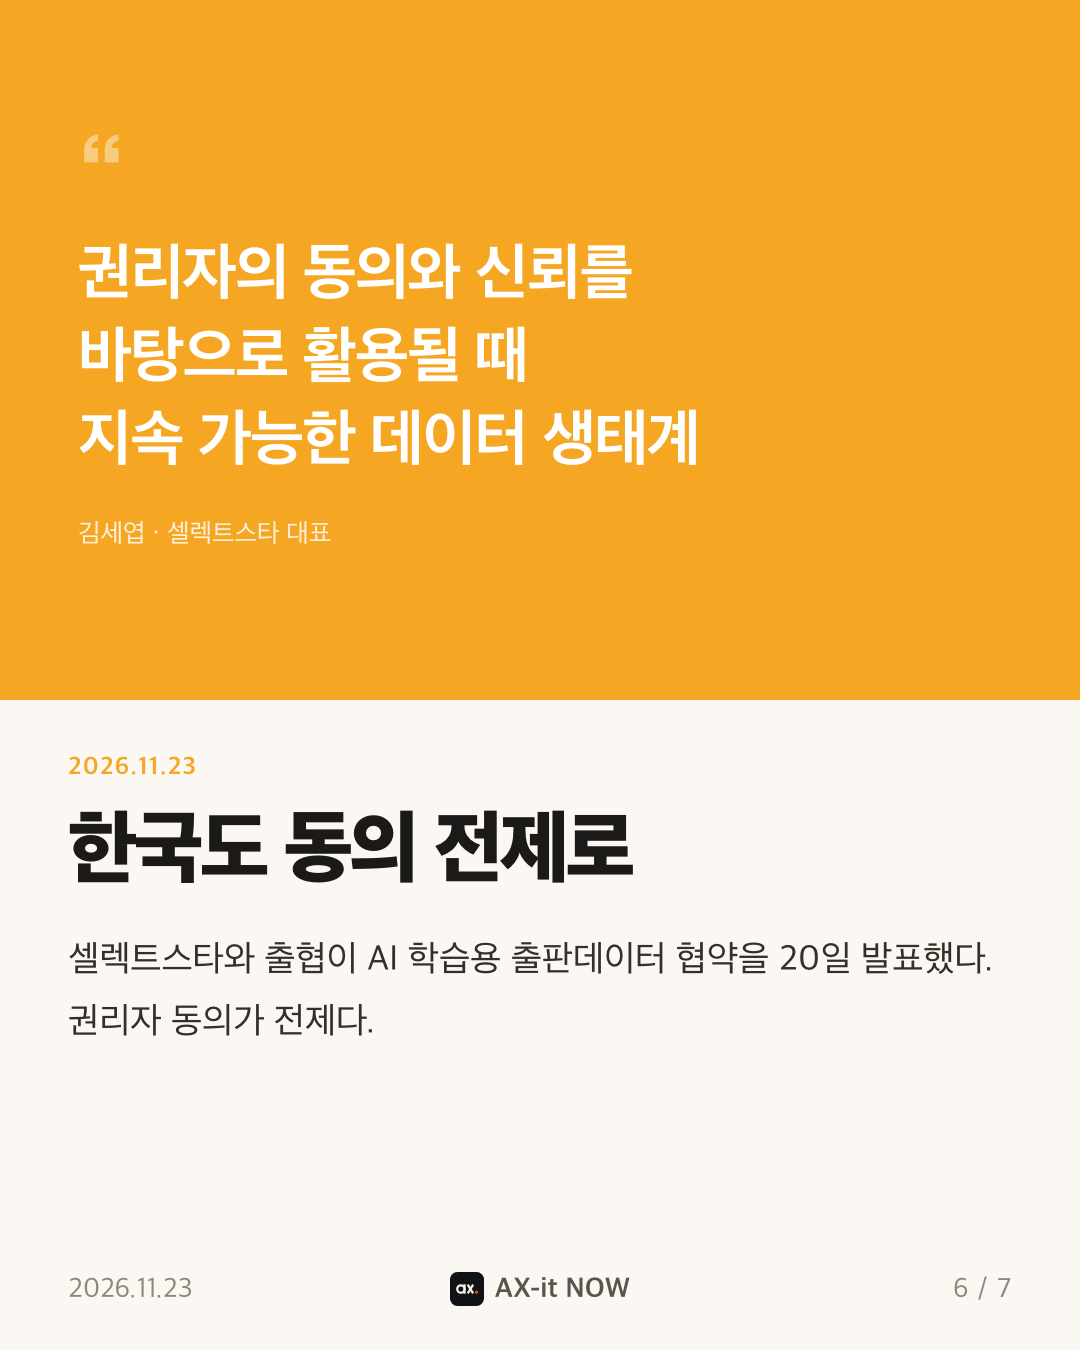 “
권리자의 동의와 신뢰를
바탕으로 활용될 때
지속 가능한 데이터 생태계
김세엽 · 셀렉트스타 대표
2026.11.23
한국도 동의 전제로
셀렉트스타와 출협이 AI 학습용 출판데이터 협약을 20일 발표했다.
권리자 동의가 전제다.
2026.11.23
ax. AX-it NOW
6 / 7